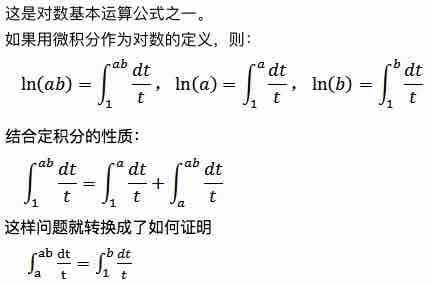 这是对数基本运算公式之一。
如果用微积分作为对数的定义，则：
ln(ab) = ∫₁^{ab} dt/t， ln(a) = ∫₁^{a} dt/t， ln(b) = ∫₁^{b} dt/t
结合定积分的性质：
∫₁^{ab} dt/t = ∫₁^{a} dt/t + ∫ₐ^{ab} dt/t
这样问题就转换成了如何证明
∫ₐ^{ab} dt/t = ∫₁^{b} dt/t